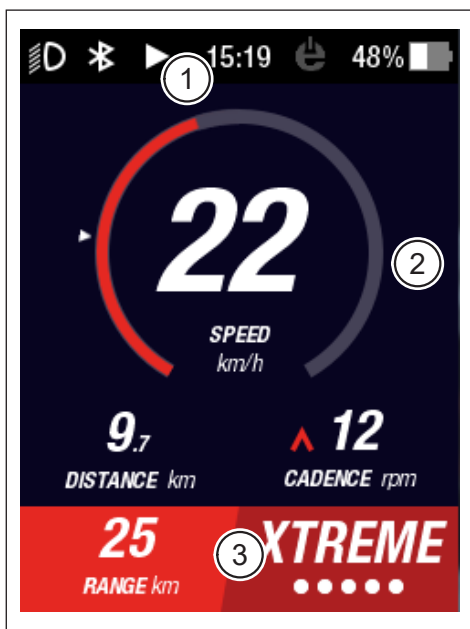 15:19 48%
1
22
2
SPEED
km/h
9.7 12
DISTANCE km CADENCE rpm
25 3 XTREME
RANGE km